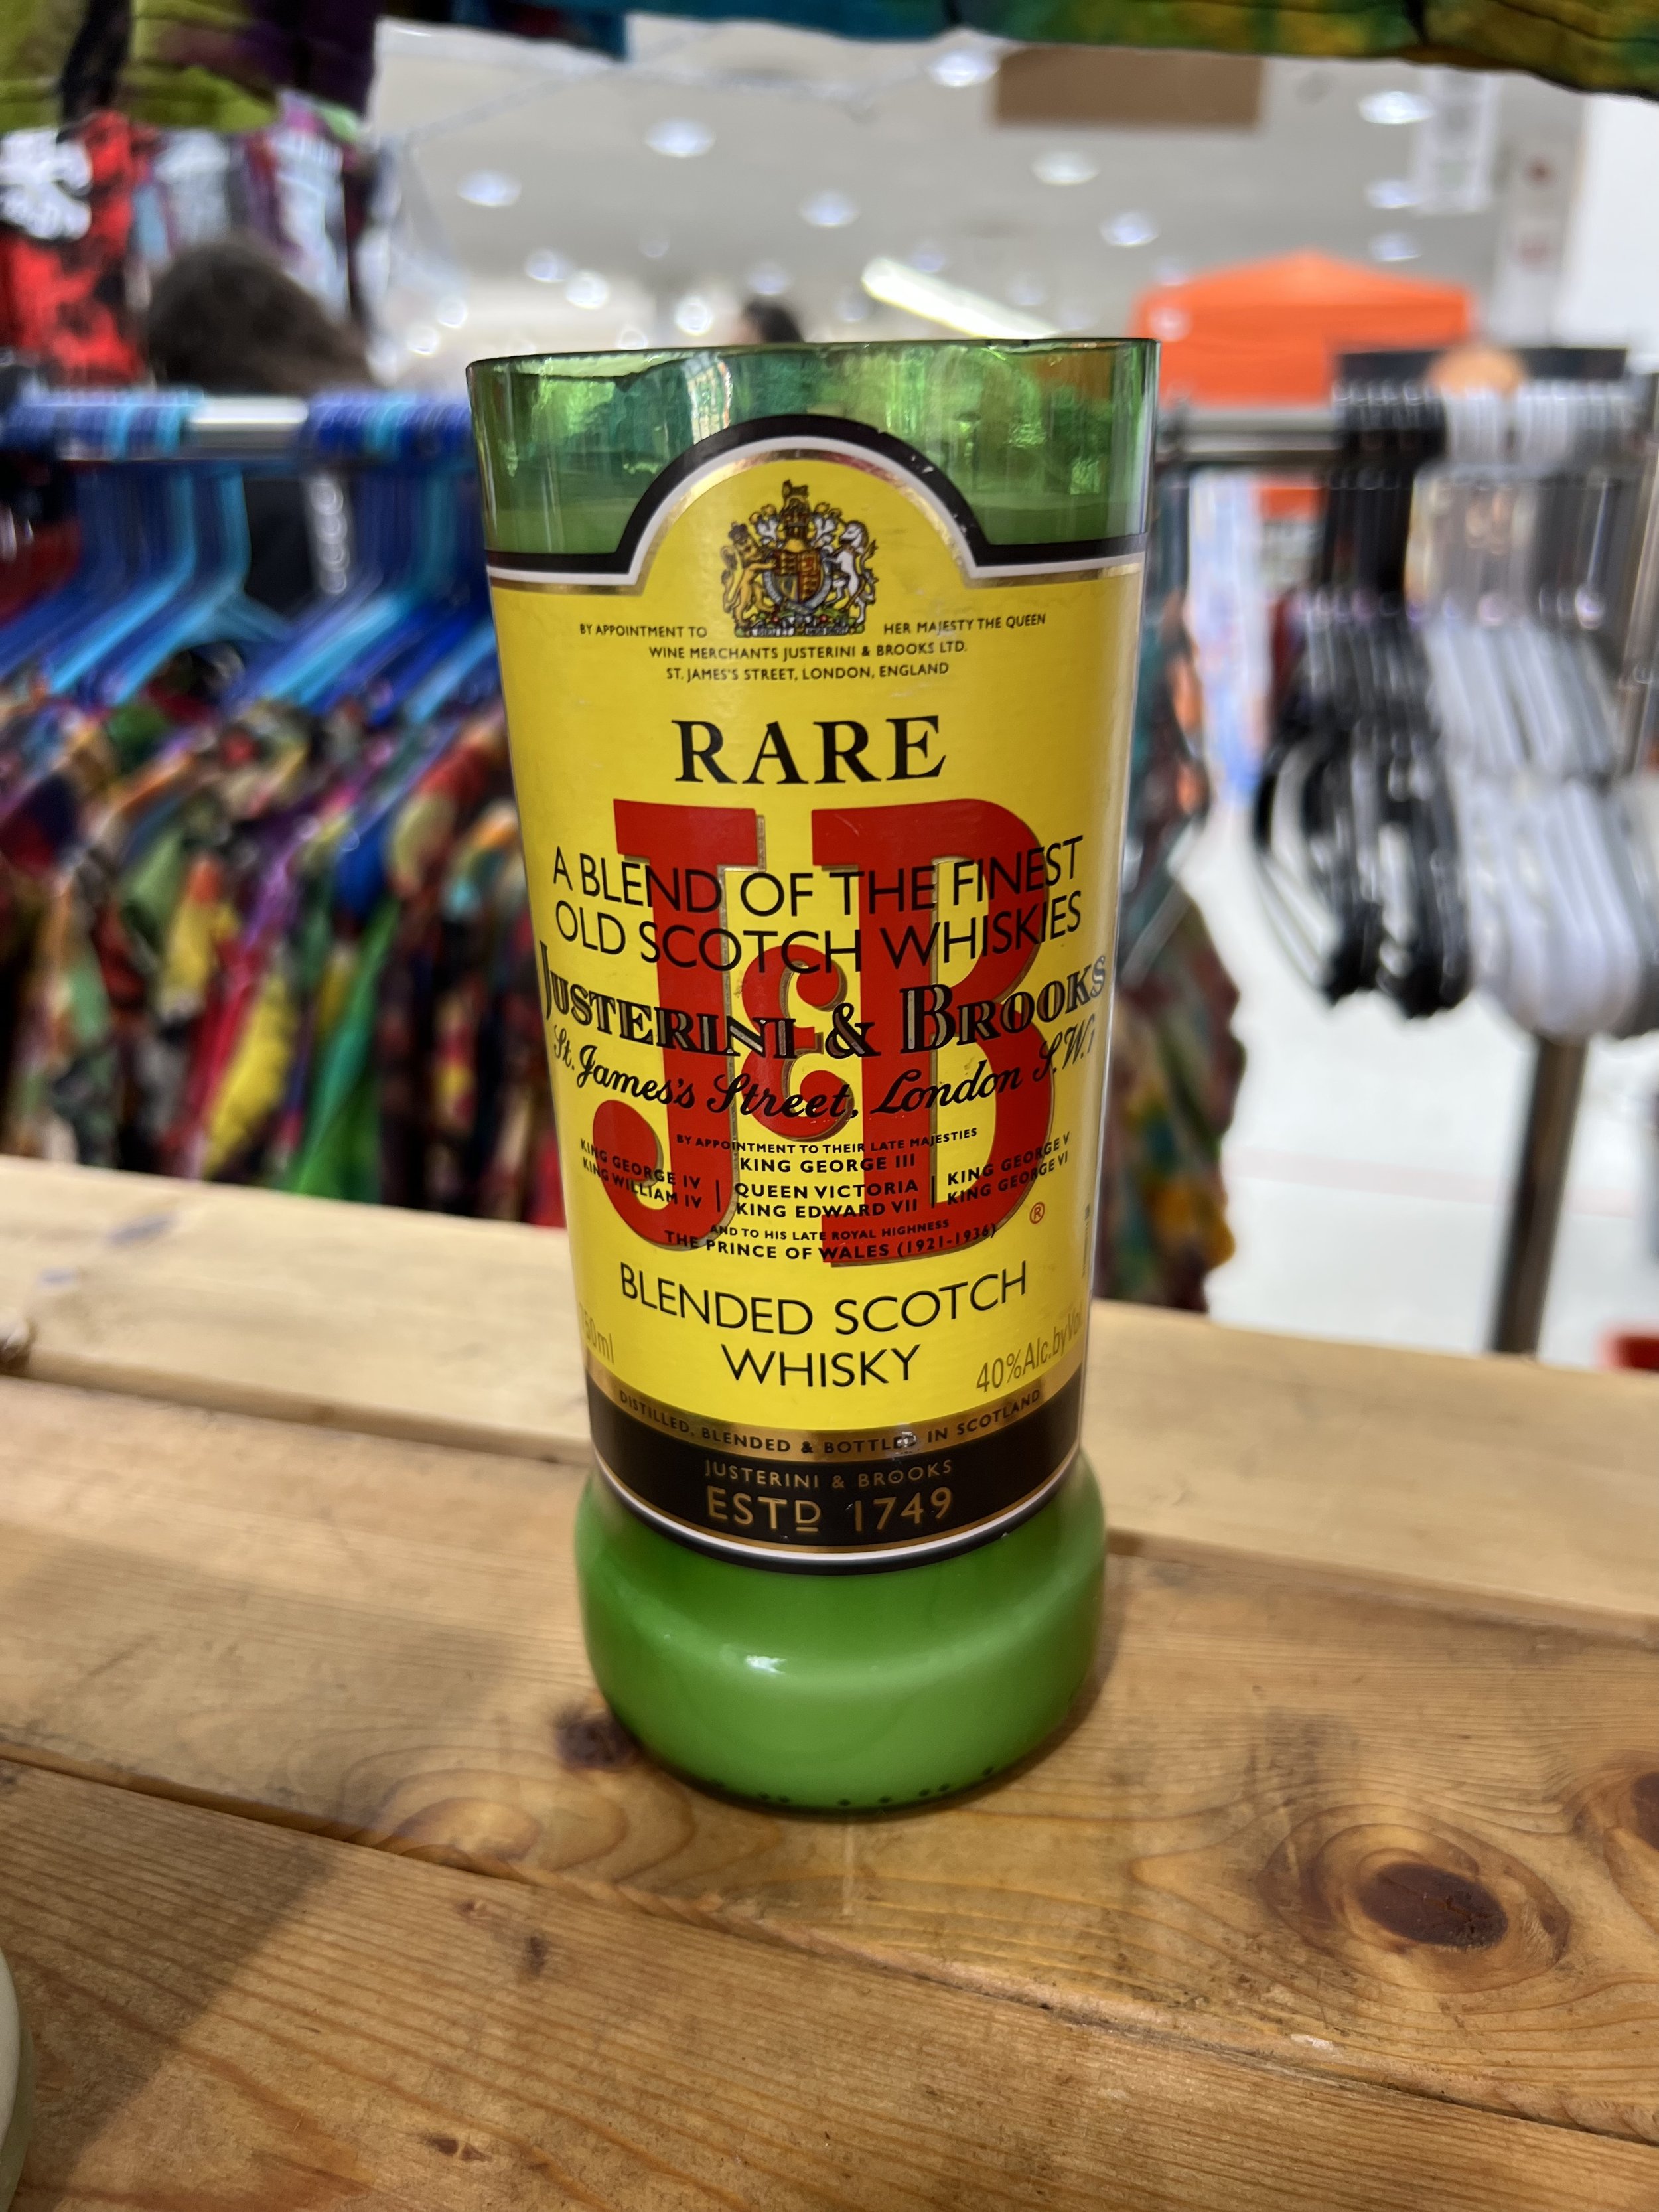 BY APPOINTMENT TO HER MAJESTY THE QUEEN
WINE MERCHANTS JUSTERINI & BROOKS LTD.
ST. JAMES'S STREET, LONDON, ENGLAND
RARE
J&B
A BLEND OF THE FINEST
OLD SCOTCH WHISKIES
JUSTERINI & BROOKS
St. James's Street, London S.W.1
BY APPOINTMENT TO THEIR LATE MAJESTIES
KING GEORGE III
KING GEORGE IV
KING WILLIAM IV
QUEEN VICTORIA
KING EDWARD VII
KING GEORGE V
KING GEORGE VI
AND TO HIS LATE ROYAL HIGHNESS
THE PRINCE OF WALES (1921-1936)
®
BLENDED SCOTCH
WHISKY
50ml
40%Alc.byVol
DISTILLED, BLENDED & BOTTLED IN SCOTLAND
JUSTERINI & BROOKS
ESTD 1749